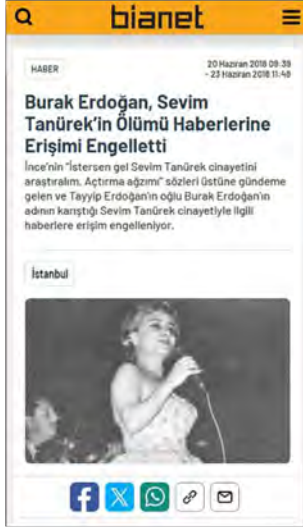 bianet
HABER
20 Haziran 2018 09:39
- 23 Haziran 2018 11:49
Burak Erdoğan, Sevim
Tanürek'in Ölümü Haberlerine
Erişimi Engelletti
İnce'nin "İstersen gel Sevim Tanürek cinayetini
araştıralım. Açtırma ağzımı" sözleri üstüne gündeme
gelen ve Tayyip Erdoğan'ın oğlu Burak Erdoğan'ın
adının karıştığı Sevim Tanürek cinayetiyle ilgili
haberlere erişim engelleniyor.
İstanbul